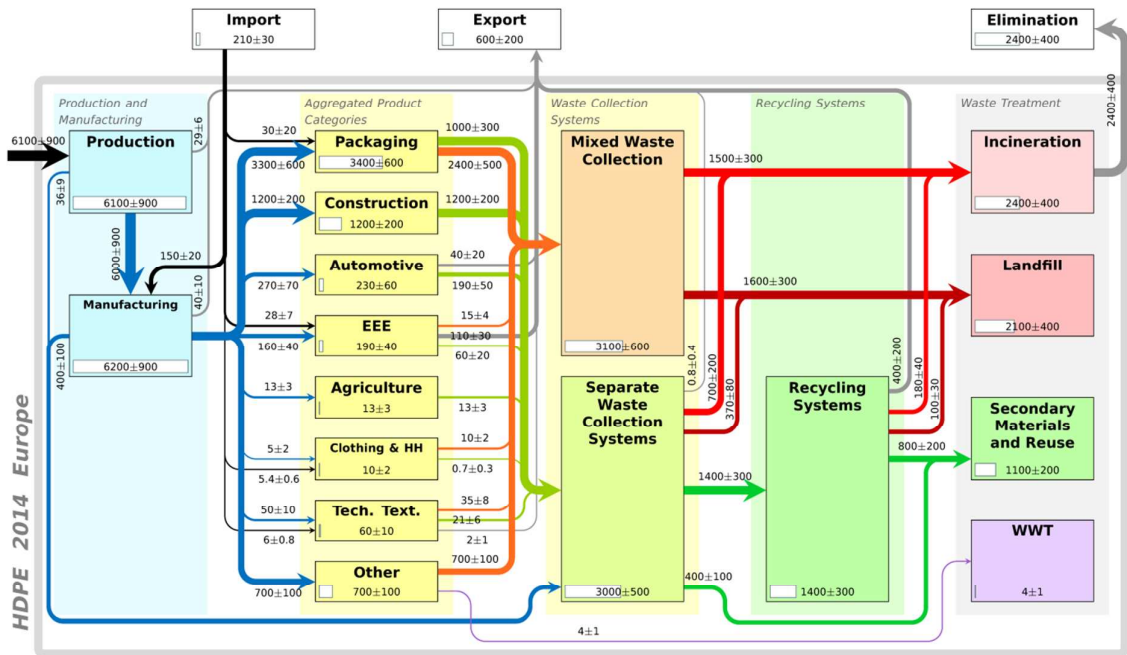 Import
210±30
Export
600±200
Elimination
2400±400
Production and
Manufacturing
Aggregated Product
Categories
Waste Collection
Systems
Recycling Systems
Waste Treatment
6100±900
Production
6100±900
29±6
36±9
6000±900
150±20
Manufacturing
6200±900
40±10
400±100
30±20
3300±600
Packaging
3400±600
1000±300
2400±500
1200±200
Construction
1200±200
1200±200
270±70
Automotive
230±60
40±20
190±50
28±7
160±40
EEE
190±40
15±4
110±30
60±20
13±3
Agriculture
13±3
13±3
5±2
5.4±0.6
Clothing & HH
10±2
10±2
0.7±0.3
50±10
6±0.8
Tech. Text.
60±10
35±8
21±6
2±1
700±100
Other
700±100
700±100
4±1
Mixed Waste
Collection
3100±600
1500±300
1600±300
Separate
Waste
Collection
Systems
3000±500
0.8±0.4
700±200
370±80
1400±300
400±100
Recycling
Systems
1400±300
400±200
180±40
100±30
800±200
Incineration
2400±400
2400±400
Landfill
2100±400
Secondary
Materials
and Reuse
1100±200
WWT
4±1
HDPE 2014 Europe